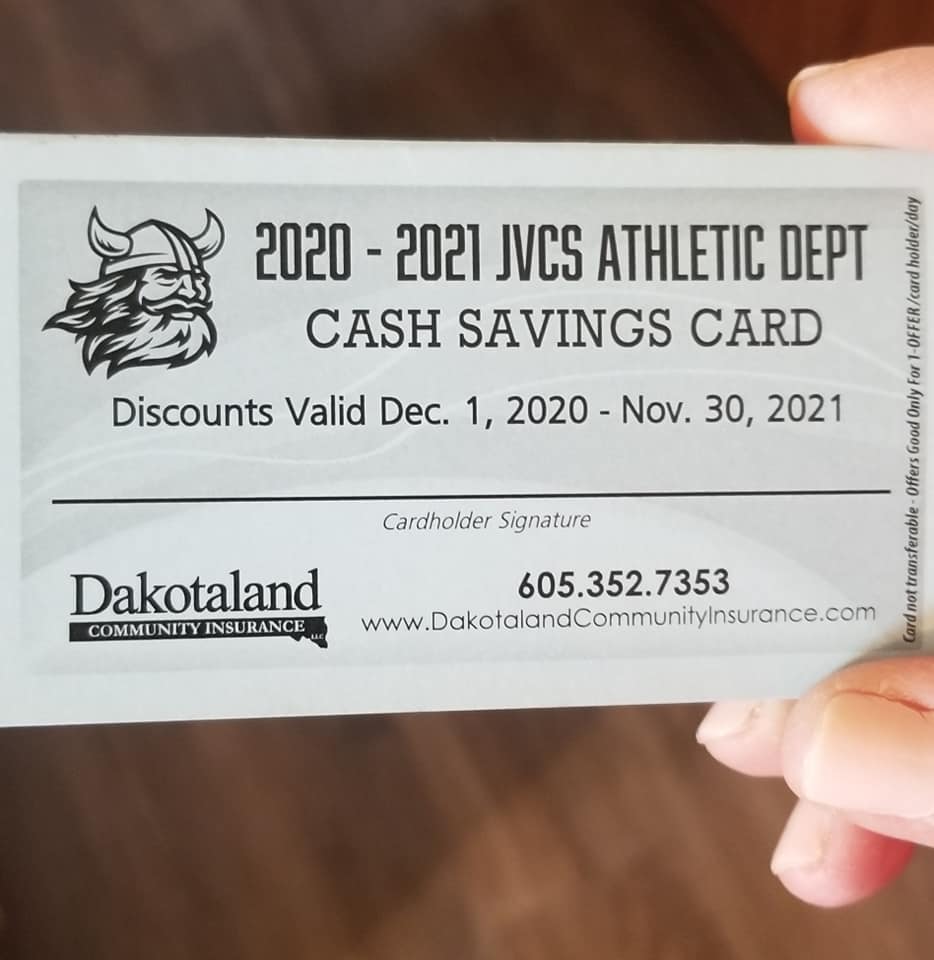 2020 - 2021 JVCS ATHLETIC DEPT
CASH SAVINGS CARD
Discounts Valid Dec. 1, 2020 - Nov. 30, 2021
Cardholder Signature
Dakotaland
COMMUNITY INSURANCE
LLC
605.352.7353
www.DakotalandCommunityInsurance.com
Card not transferable - Offers Good Only For 1-OFFER/card holder/day